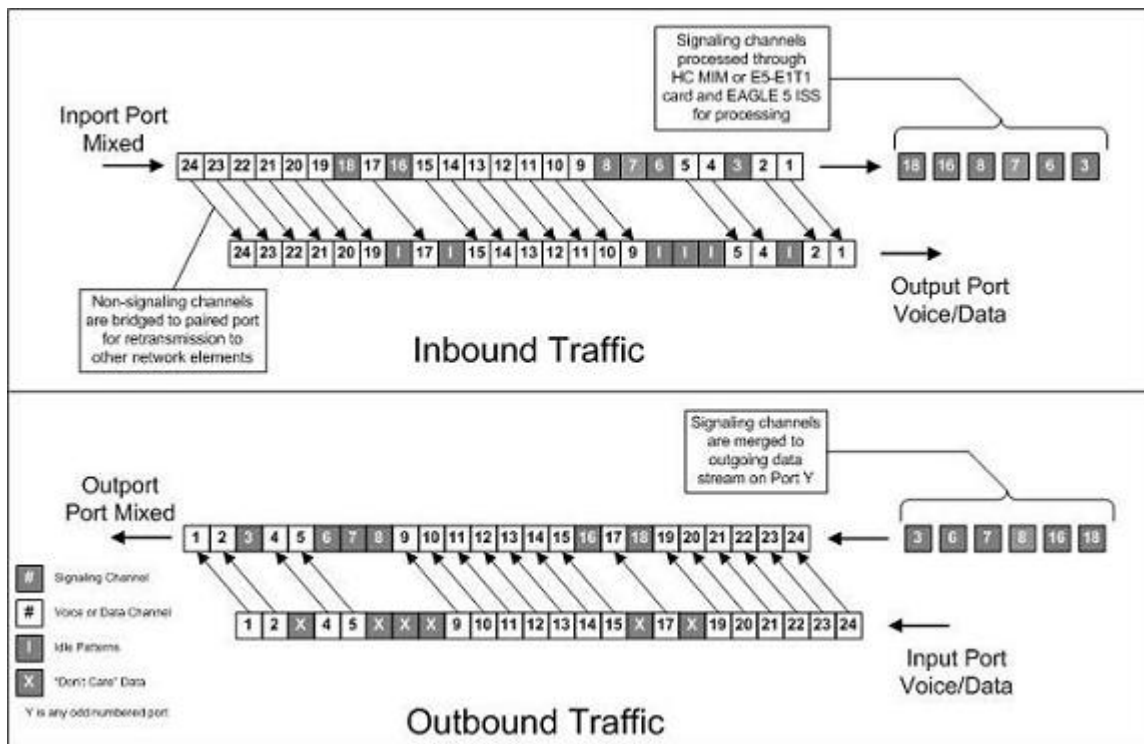 Signaling channels
processed through
HC MIM or E5-E1T1
card and EAGLE 5 ISS
for processing
Inport Port
Mixed
24 23 22 21 20 19 18 17 16 15 14 13 12 11 10 9 8 7 6 5 4 3 2 1
18 16 8 7 6 3
24 23 22 21 20 19 I 17 I 15 14 13 12 11 10 9 I I I 5 4 I 2 1
Non-signaling channels
are bridged to paired port
for retransmission to
other network elements
Output Port
Voice/Data
Inbound Traffic
Signaling channels
are merged to
outgoing data
stream on Port Y
Outport
Port Mixed
1 2 3 4 5 6 7 8 9 10 11 12 13 14 15 16 17 18 19 20 21 22 23 24
3 6 7 8 16 18
# Signaling Channel
# Voice or Data Channel
I Idle Patterns
X "Don't Care" Data
Y is any odd-numbered port
1 2 X 4 5 X X X 9 10 11 12 13 14 15 X 17 X 19 20 21 22 23 24
Input Port
Voice/Data
Outbound Traffic